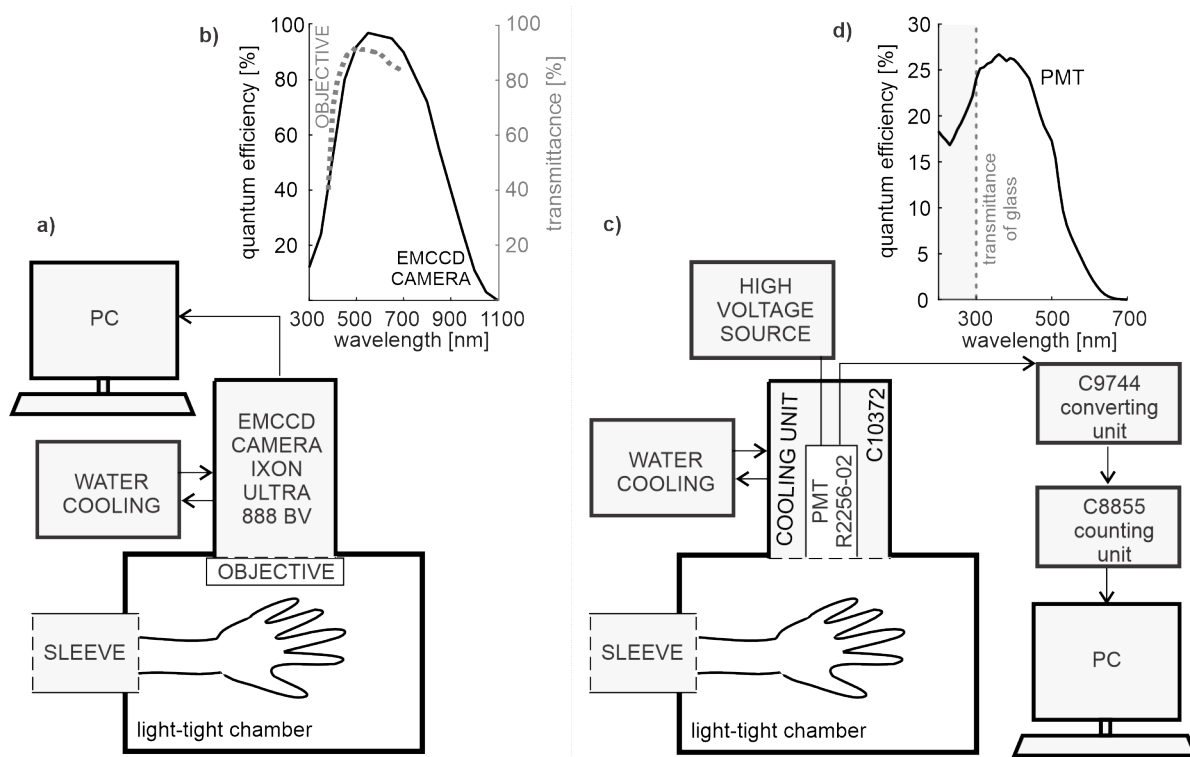 a)
PC
WATER
COOLING
EMCCD
CAMERA
IXON
ULTRA
888 BV
OBJECTIVE
SLEEVE
light-tight chamber
b)
100
80
60
40
20
quantum efficiency [%]
OBJECTIVE
100
80
60
40
20
transmittacnce [%]
EMCCD
CAMERA
300 500 700 900 1100
wavelength [nm]
c)
HIGH
VOLTAGE
SOURCE
WATER
COOLING
COOLING UNIT
PMT
R2256-02
C10372
SLEEVE
light-tight chamber
C9744
converting
unit
C8855
counting
unit
PC
d)
30
25
20
15
10
5
0
quantum efficiency [%]
PMT
transmittance
of glass
300 500 700
wavelength [nm]